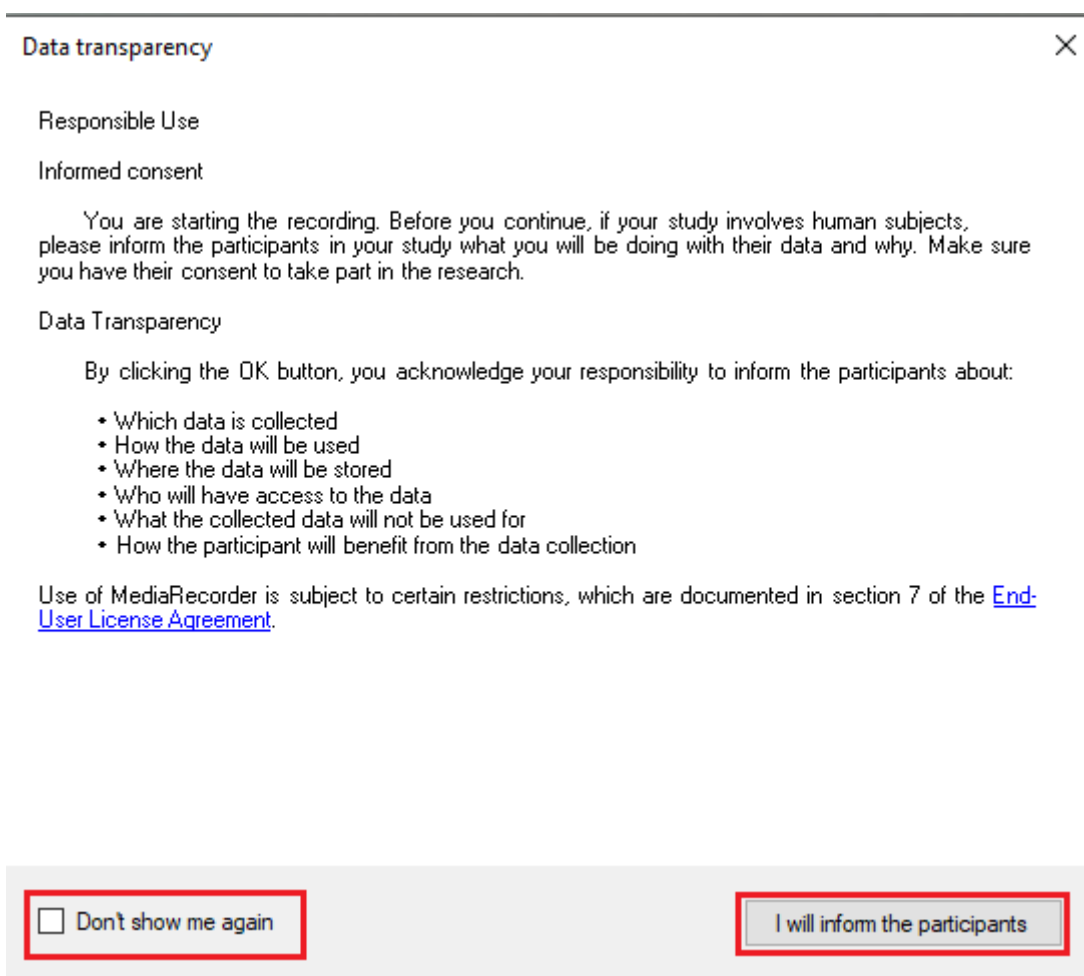 Data transparency
Responsible Use
Informed consent
You are starting the recording. Before you continue, if your study involves human subjects,
please inform the participants in your study what you will be doing with their data and why. Make sure
you have their consent to take part in the research.
Data Transparency
By clicking the OK button, you acknowledge your responsibility to inform the participants about:
• Which data is collected
• How the data will be used
• Where the data will be stored
• Who will have access to the data
• What the collected data will not be used for
• How the participant will benefit from the data collection
Use of MediaRecorder is subject to certain restrictions, which are documented in section 7 of the End-
User License Agreement.
Don't show me again
I will inform the participants